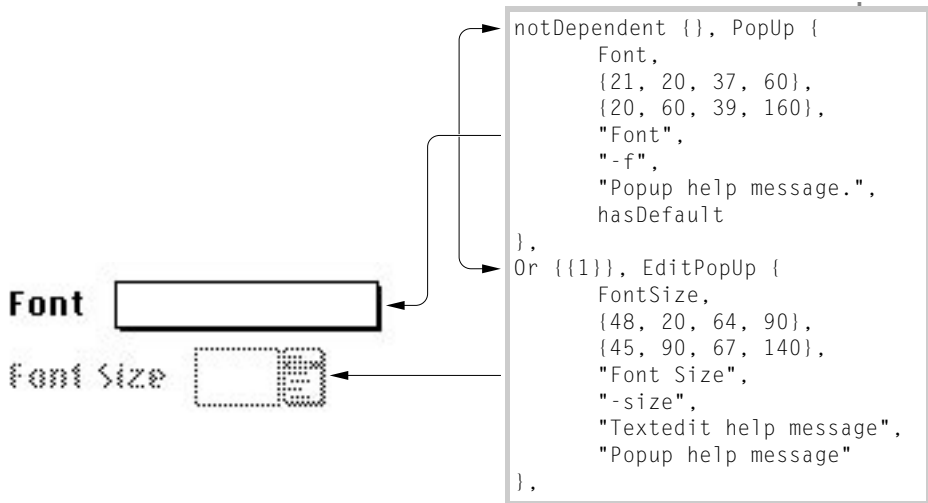 notDependent {}, PopUp {
Font,
{21, 20, 37, 60},
{20, 60, 39, 160},
"Font",
"-f",
"Popup help message.",
hasDefault
},
Or {{1}}, EditPopUp {
FontSize,
{48, 20, 64, 90},
{45, 90, 67, 140},
"Font Size",
"-size",
"Textedit help message",
"Popup help message"
},
Font
Font Size